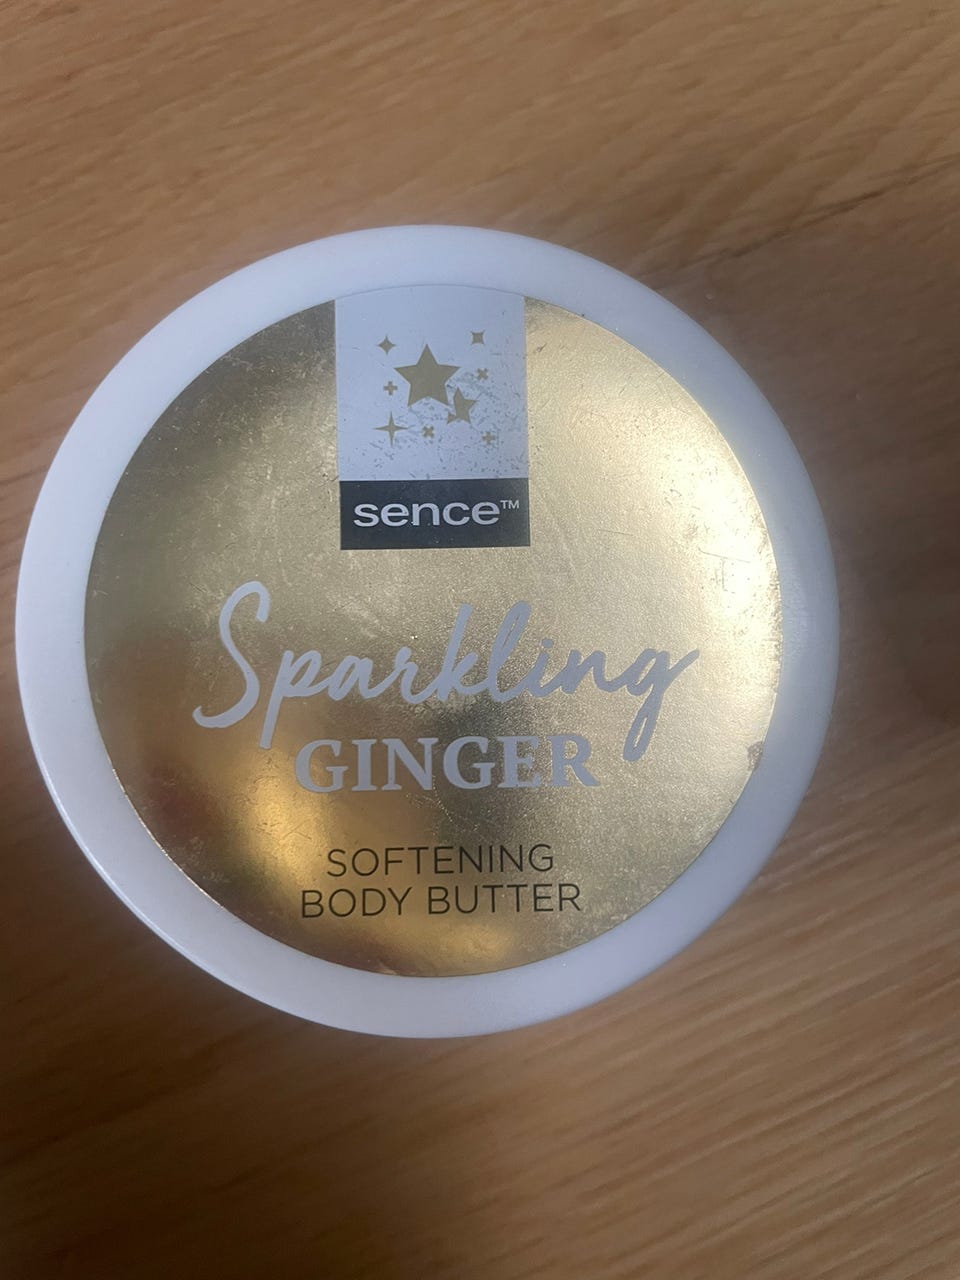 sence™
Sparkling
GINGER
SOFTENING
BODY BUTTER